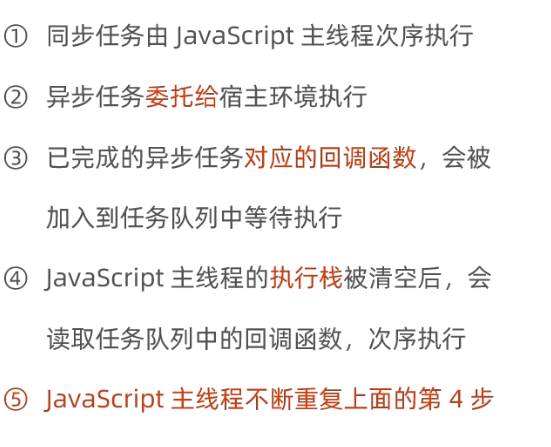 ① 同步任务由 JavaScript 主线程次序执行
② 异步任务委托给宿主环境执行
③ 已完成的异步任务对应的回调函数，会被
加入到任务队列中等待执行
④ JavaScript 主线程的执行栈被清空后，会
读取任务队列中的回调函数，次序执行
⑤ JavaScript 主线程不断重复上面的第 4 步